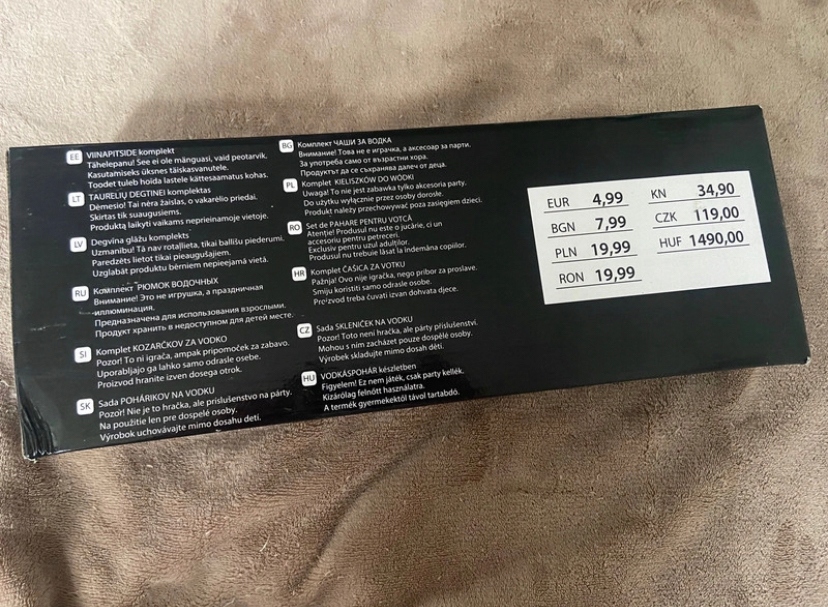 EE VIINAPITSIDE komplekt
Tähelepanu! See ei ole mänguasi, vaid peotarvik.
Kasutamiseks üksnes täiskasvanutele.
Toodet tuleb hoida lastele kättesaamatus kohas.
LT TAURELIŲ DEGTINEI komplektas
Dėmesio! Tai nėra žaislas, o vakarėlio priedai.
Skirtas tik suaugusiems.
Produktą laikyti vaikams neprieinamoje vietoje.
LV Degvīna glāžu komplekts
Uzmanību! Tā nav rotaļlieta, tikai ballīšu piederumi.
Paredzēts lietot tikai pieaugušajiem.
Uzglabāt produktu bērniem nepieejamā vietā.
RU Комплект РЮМОК ВОДОЧНЫХ
Внимание! Это не игрушка, а праздничная
иллюминация.
Предназначена для использования взрослыми.
Продукт хранить в недоступном для детей месте.
SI Komplet KOZARČKOV ZA VODKO
Pozor! To ni igrača, ampak pripomoček za zabavo.
Uporabljajo ga lahko samo odrasle osebe.
Proizvod hranite izven dosega otrok.
SK Sada POHÁRIKOV NA VODKU
Pozor! Nie je to hračka, ale príslušenstvo na párty.
Na použitie len pre dospelé osoby.
Výrobok uchovávajte mimo dosahu detí.
BG Комплект ЧАШИ ЗА ВОДКА
Внимание! Това не е играчка, а аксесоар за парти.
За употреба само от възрастни хора.
Продуктът да се съхранява далеч от деца.
PL Komplet KIELISZKÓW DO WÓDKI
Uwaga! To nie jest zabawka tylko akcesoria party.
Do użytku wyłącznie przez osoby dorosłe.
Produkt należy przechowywać poza zasięgiem dzieci.
RO Set de PAHARE PENTRU VOTCĂ
Atenție! Produsul nu este o jucărie, ci un
accesoriu pentru petreceri.
Exclusiv pentru uzul adulților.
Produsul nu trebuie lăsat la îndemâna copiilor.
HR Komplet ČAŠICA ZA VOTKU
Pažnja! Ovo nije igračka, nego pribor za proslave.
Smiju koristiti samo odrasle osobe.
Proizvod treba čuvati izvan dohvata djece.
CZ Sada SKLENIČEK NA VODKU
Pozor! Toto není hračka, ale párty příslušenství.
Mohou s ním zacházet pouze dospělé osoby.
Výrobek skladujte mimo dosah dětí.
HU VODKÁSPOHÁR készletben
Figyelem! Ez nem játék, csak party kellék.
Kizárólag felnőtt használatra.
A termék gyermekektől távol tartabdó.
EUR 4,99
BGN 7,99
PLN 19,99
RON 19,99
KN 34,90
CZK 119,00
HUF 1490,00